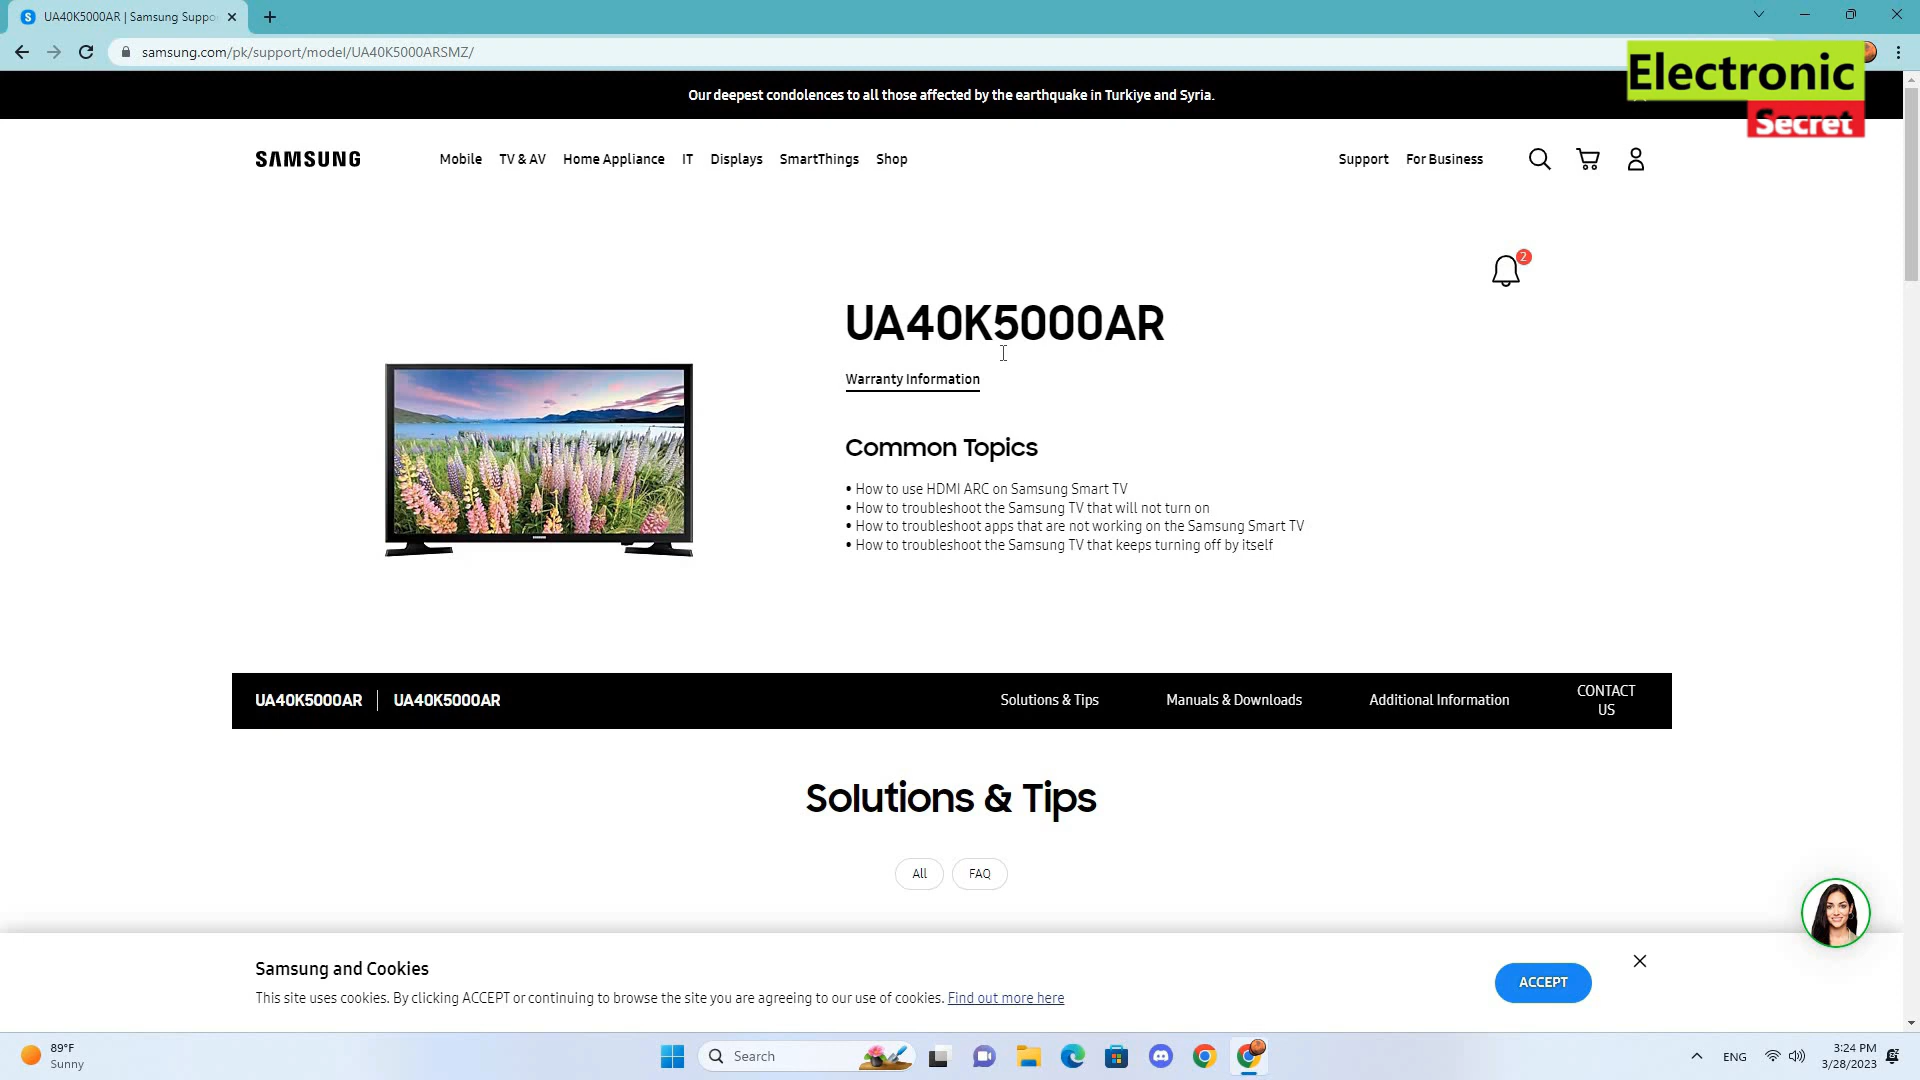 UA40K5000AR | Samsung Suppo
samsung.com/pk/support/model/UA40K5000ARSMZ/
Electronic
Secret
Our deepest condolences to all those affected by the earthquake in Turkiye and Syria.
SAMSUNG
Mobile TV & AV Home Appliance IT Displays SmartThings Shop
Support For Business
2
UA40K5000AR
Warranty Information
Common Topics
• How to use HDMI ARC on Samsung Smart TV
• How to troubleshoot the Samsung TV that will not turn on
• How to troubleshoot apps that are not working on the Samsung Smart TV
• How to troubleshoot the Samsung TV that keeps turning off by itself
UA40K5000AR | UA40K5000AR
Solutions & Tips
Manuals & Downloads
Additional Information
CONTACT
US
Solutions & Tips
All
FAQ
Samsung and Cookies
This site uses cookies. By clicking ACCEPT or continuing to browse the site you are agreeing to our use of cookies. Find out more here
ACCEPT
89°F
Sunny
Search
ENG
3:24 PM
3/28/2023